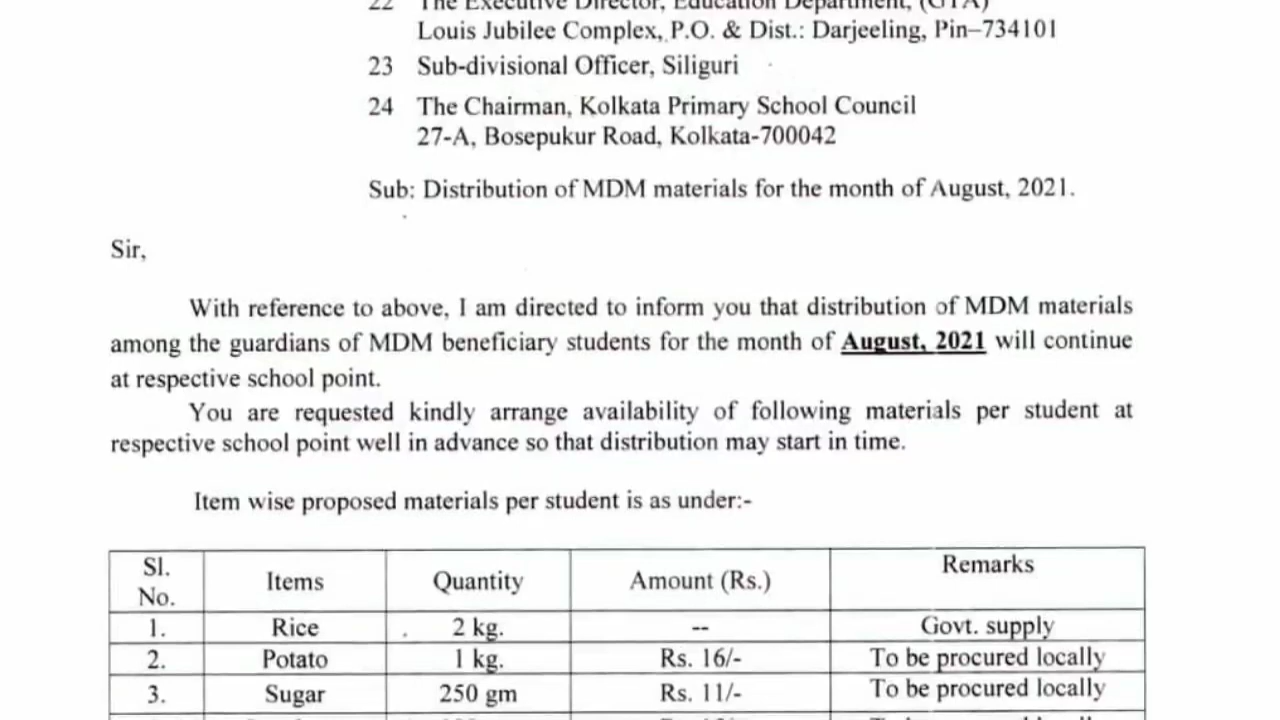 22 The Executive Director, Education Department, (GTA)
Louis Jubilee Complex, P.O. & Dist.: Darjeeling, Pin–734101
23 Sub-divisional Officer, Siliguri
24 The Chairman, Kolkata Primary School Council
27-A, Bosepukur Road, Kolkata-700042
Sub: Distribution of MDM materials for the month of August, 2021.
Sir,
With reference to above, I am directed to inform you that distribution of MDM materials
among the guardians of MDM beneficiary students for the month of August, 2021 will continue
at respective school point.
You are requested kindly arrange availability of following materials per student at
respective school point well in advance so that distribution may start in time.
Item wise proposed materials per student is as under:-
Sl. No. Items Quantity Amount (Rs.) Remarks
1. Rice 2 kg. -- Govt. supply
2. Potato 1 kg. Rs. 16/- To be procured locally
3. Sugar 250 gm Rs. 11/- To be procured locally